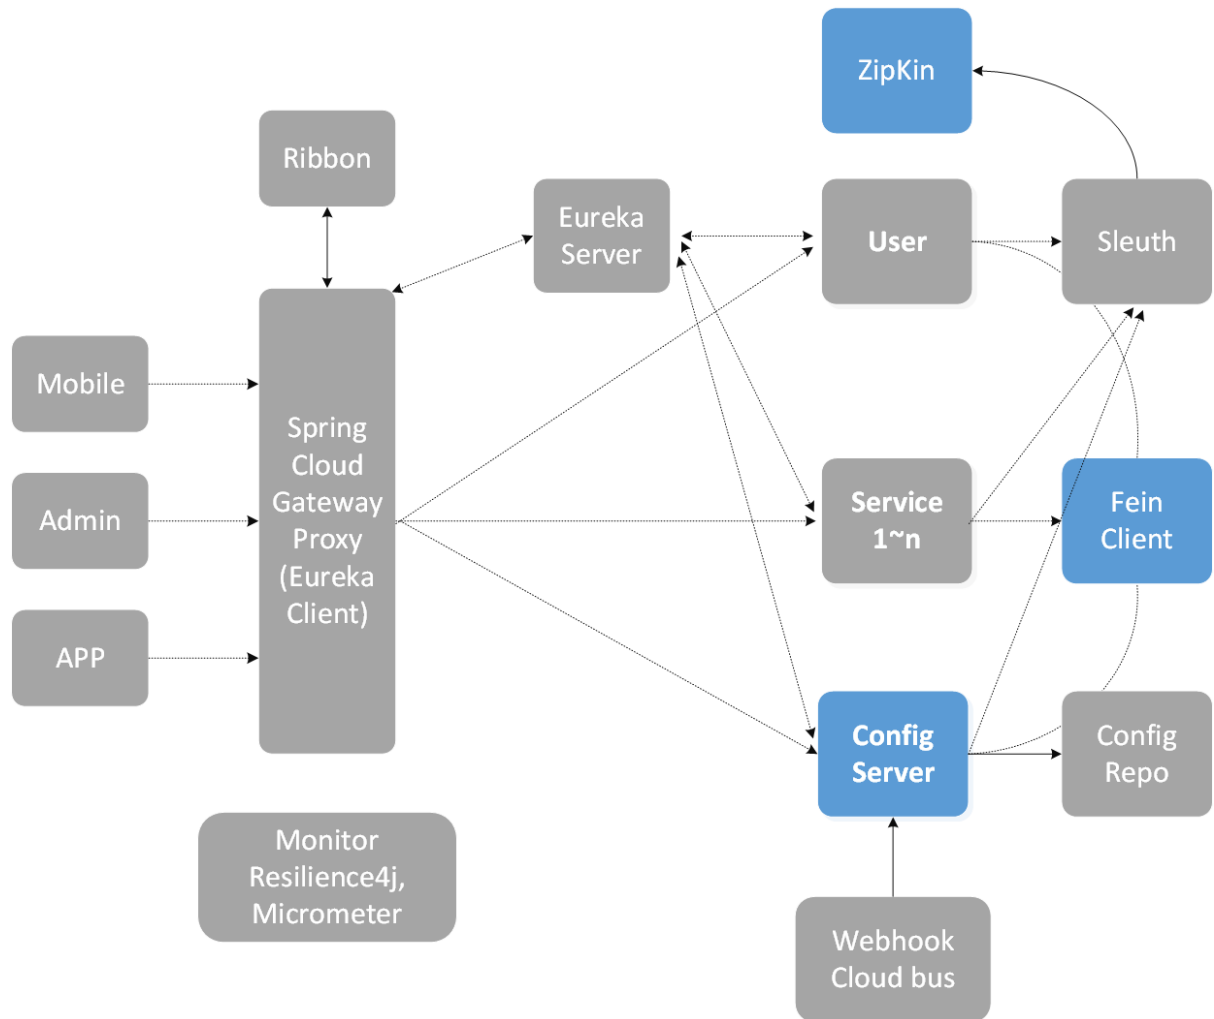 ZipKin
Ribbon
Eureka
Server
User
Sleuth
Mobile
Admin
APP
Spring
Cloud
Gateway
Proxy
(Eureka
Client)
Service
1~n
Fein
Client
Config
Server
Config
Repo
Monitor
Resilience4j,
Micrometer
Webhook
Cloud bus